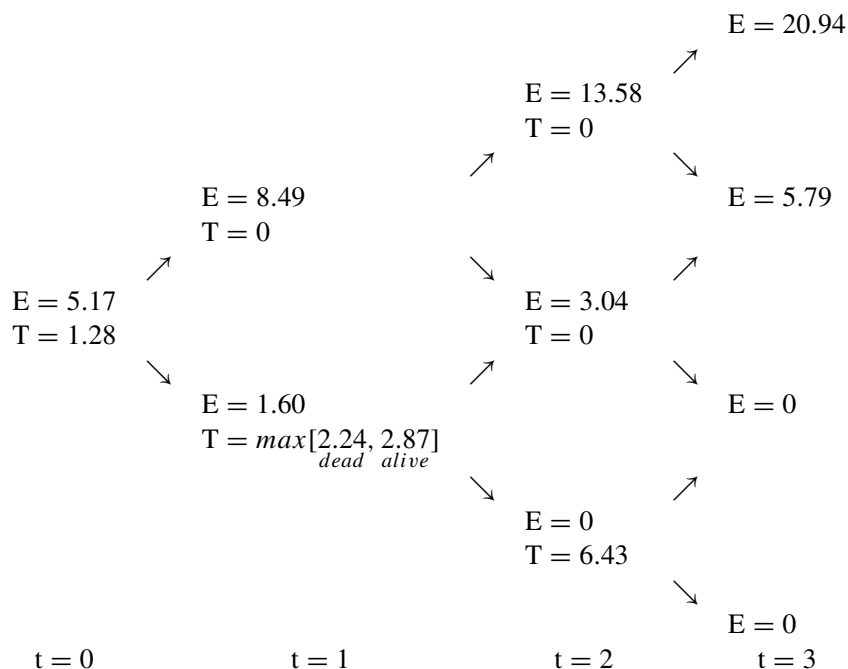 E = 20.94
E = 13.58
T = 0
E = 8.49
T = 0
E = 5.79
E = 5.17
T = 1.28
E = 3.04
T = 0
E = 1.60
T = max[2.24, 2.87]
dead alive
E = 0
E = 0
T = 6.43
E = 0
t = 0 t = 1 t = 2 t = 3